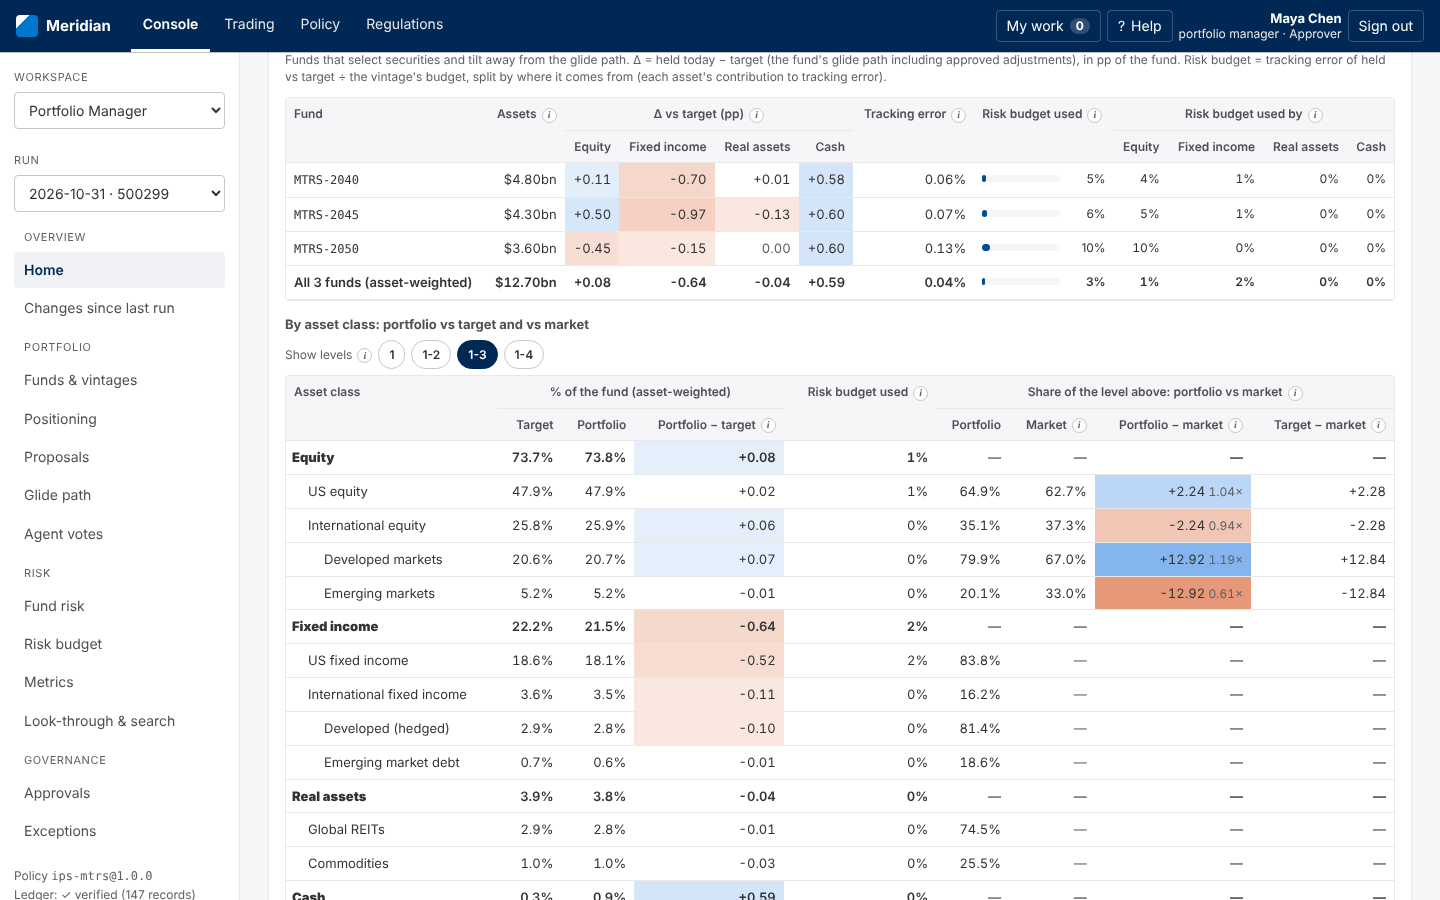 Meridian Console Trading Policy Regulations My work 0 ? Help Maya Chen Sign out
portfolio manager · Approver
WORKSPACE
Portfolio Manager
RUN
2026-10-31 · 500299
OVERVIEW
Home
Changes since last run
PORTFOLIO
Funds & vintages
Positioning
Proposals
Glide path
Agent votes
RISK
Fund risk
Risk budget
Metrics
Look-through & search
GOVERNANCE
Approvals
Exceptions
Policy ips-mtrs@1.0.0
Ledger: ✓ verified (147 records)
Funds that select securities and tilt away from the glide path. Δ = held today − target (the fund's glide path including approved adjustments), in pp of the fund. Risk budget = tracking error of held
vs target ÷ the vintage's budget, split by where it comes from (each asset's contribution to tracking error).
Fund Assets i Δ vs target (pp) i Tracking error i Risk budget used i Risk budget used by i
Equity Fixed income Real assets Cash Equity Fixed income Real assets Cash
MTRS-2040 $4.80bn +0.11 -0.70 +0.01 +0.58 0.06% 5% 4% 1% 0% 0%
MTRS-2045 $4.30bn +0.50 -0.97 -0.13 +0.60 0.07% 6% 5% 1% 0% 0%
MTRS-2050 $3.60bn -0.45 -0.15 0.00 +0.60 0.13% 10% 10% 0% 0% 0%
All 3 funds (asset-weighted) $12.70bn +0.08 -0.64 -0.04 +0.59 0.04% 3% 1% 2% 0% 0%
By asset class: portfolio vs target and vs market
Show levels i 1 1-2 1-3 1-4
Asset class % of the fund (asset-weighted) Risk budget used i Share of the level above: portfolio vs market i
Target Portfolio Portfolio − target i Portfolio Market i Portfolio − market i Target − market i
Equity 73.7% 73.8% +0.08 1% — — — —
US equity 47.9% 47.9% +0.02 1% 64.9% 62.7% +2.24 1.04× +2.28
International equity 25.8% 25.9% +0.06 0% 35.1% 37.3% -2.24 0.94× -2.28
Developed markets 20.6% 20.7% +0.07 0% 79.9% 67.0% +12.92 1.19× +12.84
Emerging markets 5.2% 5.2% -0.01 0% 20.1% 33.0% -12.92 0.61× -12.84
Fixed income 22.2% 21.5% -0.64 2% — — — —
US fixed income 18.6% 18.1% -0.52 2% 83.8% — — —
International fixed income 3.6% 3.5% -0.11 0% 16.2% — — —
Developed (hedged) 2.9% 2.8% -0.10 0% 81.4% — — —
Emerging market debt 0.7% 0.6% -0.01 0% 18.6% — — —
Real assets 3.9% 3.8% -0.04 0% — — — —
Global REITs 2.9% 2.8% -0.01 0% 74.5% — — —
Commodities 1.0% 1.0% -0.03 0% 25.5% — — —
Cash 0.3% 0.9% +0.59 0% — — — —